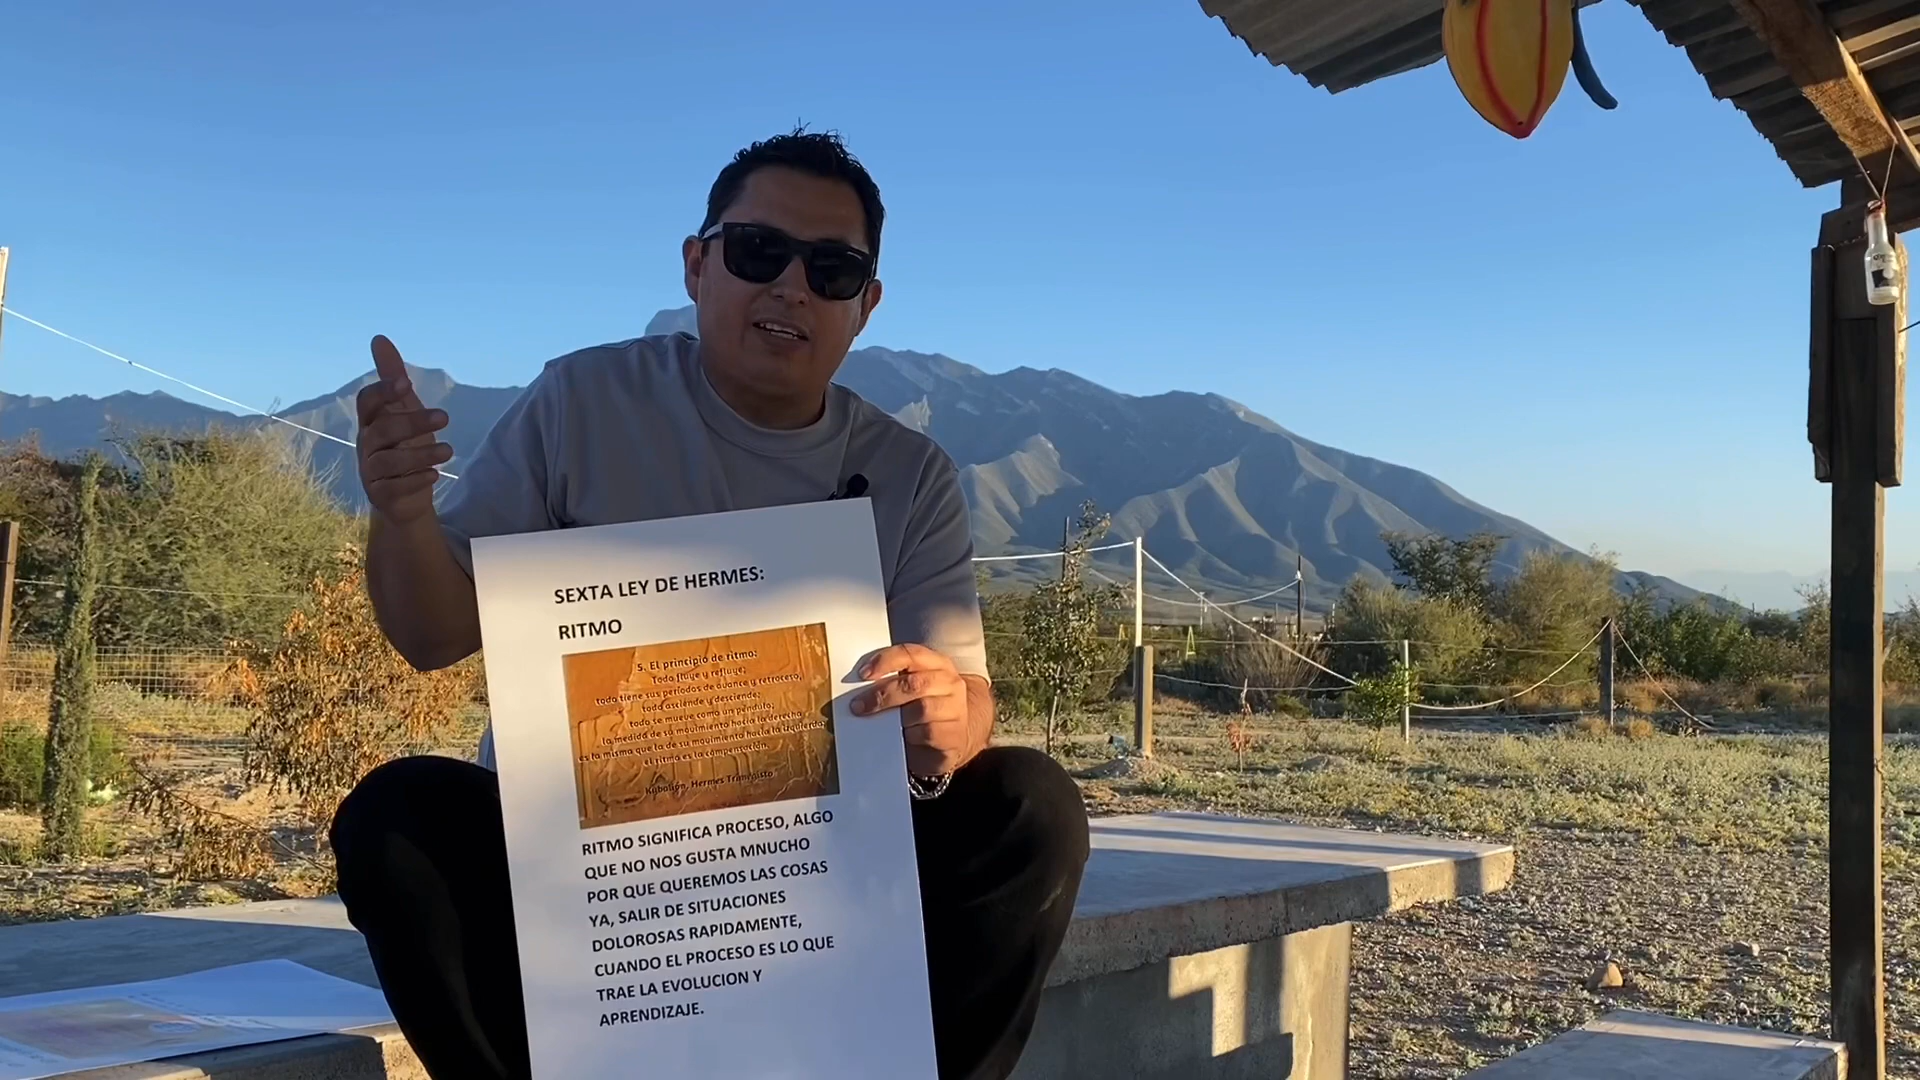 SEXTA LEY DE HERMES:
RITMO
5. El principio de ritmo:
Todo fluye y refluye;
todo tiene sus períodos de avance y retroceso,
todo asciende y desciende;
todo se mueve como un péndulo;
la medida de su movimiento hacia la derecha
es la misma que la de su movimiento hacia la izquierda;
el ritmo es la compensación.
Kybalión, Hermes Trimegisto
RITMO SIGNIFICA PROCESO, ALGO
QUE NO NOS GUSTA MNUCHO
POR QUE QUEREMOS LAS COSAS
YA, SALIR DE SITUACIONES
DOLOROSAS RAPIDAMENTE,
CUANDO EL PROCESO ES LO QUE
TRAE LA EVOLUCION Y
APRENDIZAJE.